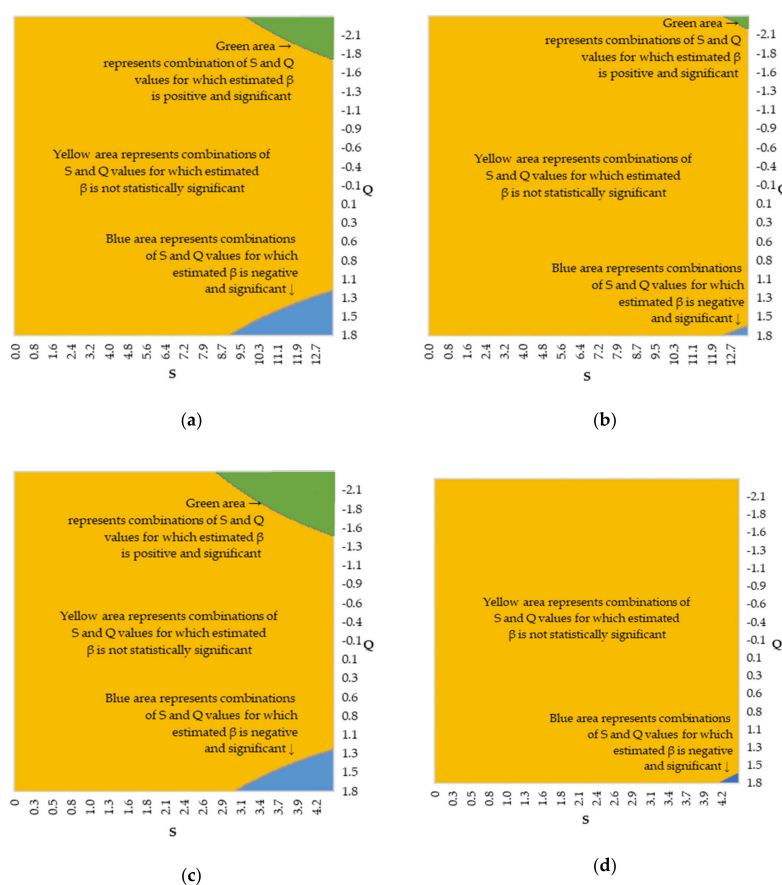 Green area →
represents combination of S and Q
values for which estimated β
is positive and significant
Yellow area represents combinations of
S and Q values for which estimated
β is not statistically significant
Blue area represents combinations
of S and Q values for which
estimated β is negative
and significant ↓
-2.1
-1.8
-1.6
-1.3
-1.1
-0.9
-0.6
-0.4
-0.1 Q
0.1
0.3
0.6
0.8
1.1
1.3
1.5
1.8
0.0 0.8 1.6 2.4 3.2 4.0 4.8 5.6 6.4 7.2 7.9 8.7 9.5 10.3 11.1 11.9 12.7
S
(a)
Green area →
represents combinations of S and Q
values for which estimated β
is positive and significant
Yellow area represents combinations of
S and Q values for which estimated
β is not statistically significant
Blue area represents combinations
of S and Q values for which
estimated β is negative
and significant ↓
-2.1
-1.8
-1.6
-1.3
-1.1
-0.9
-0.6
-0.4
-0.1 Q
0.1
0.3
0.6
0.8
1.1
1.3
1.5
1.8
0.0 0.8 1.6 2.4 3.2 4.0 4.8 5.6 6.4 7.2 7.9 8.7 9.5 10.3 11.1 11.9 12.7
S
(b)
Green area →
represents combinations of S and Q
values for which estimated β
is positive and significant
Yellow area represents combinations of
S and Q values for which estimated
β is not statistically significant
Blue area represents combinations
of S and Q values for which
estimated β is negative
and significant ↓
-2.1
-1.8
-1.6
-1.3
-1.1
-0.9
-0.6
-0.4
-0.1 Q
0.1
0.3
0.6
0.8
1.1
1.3
1.5
1.8
0 0.3 0.5 0.8 1.0 1.3 1.6 1.8 2.1 2.4 2.6 2.9 3.1 3.4 3.7 3.9 4.2
S
(c)
Yellow area represents combinations of
S and Q values for which estimated
β is not statistically significant
Blue area represents combinations
of S and Q values for which
estimated β is negative
and significant ↓
-2.1
-1.8
-1.6
-1.3
-1.1
-0.9
-0.6
-0.4
-0.1 Q
0.1
0.3
0.6
0.8
1.1
1.3
1.5
1.8
0 0.3 0.5 0.8 1.0 1.3 1.6 1.8 2.1 2.4 2.6 2.9 3.1 3.4 3.7 3.9 4.2
S
(d)